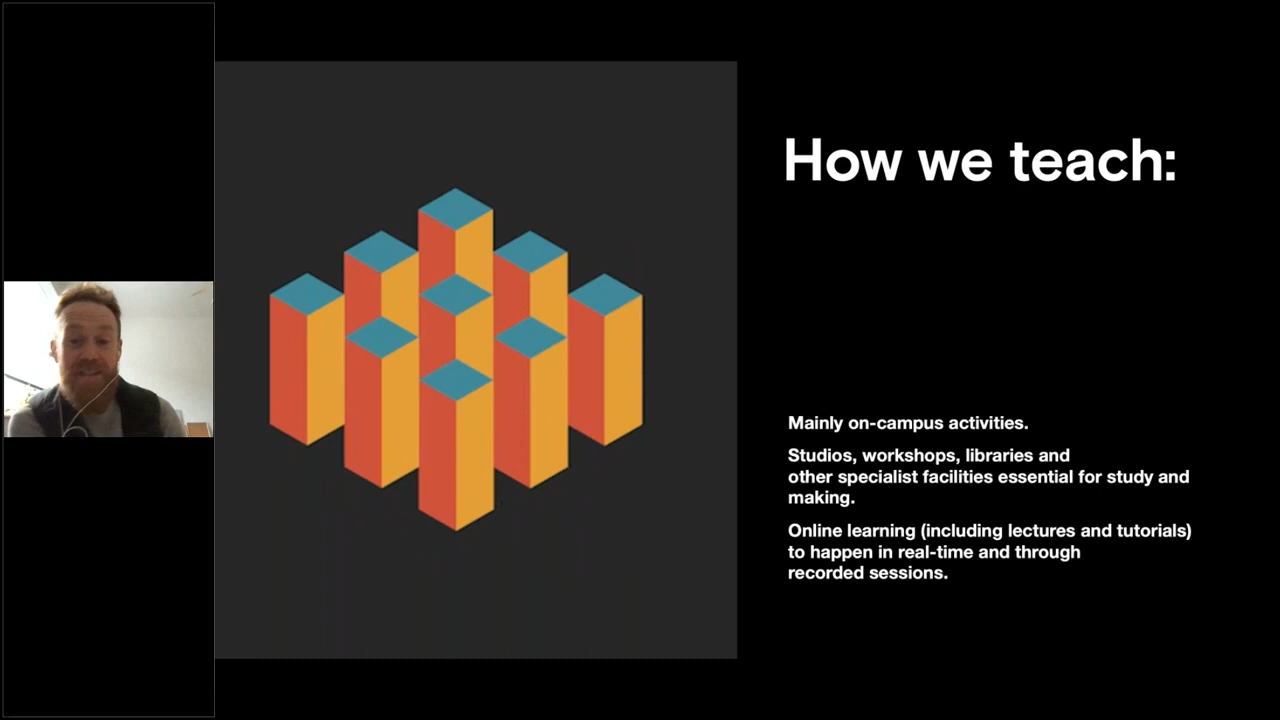 How we teach:
Mainly on-campus activities.
Studios, workshops, libraries and
other specialist facilities essential for study and
making.
Online learning (including lectures and tutorials)
to happen in real-time and through
recorded sessions.